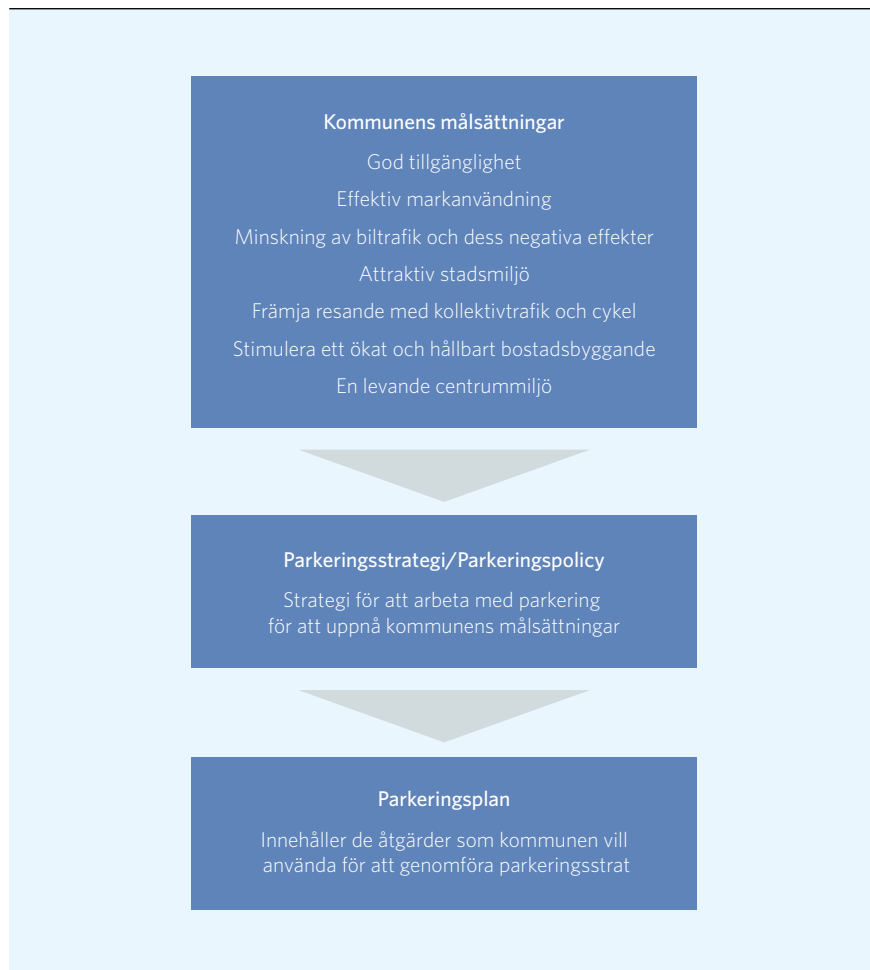 Kommunens målsättningar
God tillgänglighet
Effektiv markanvändning
Minskning av biltrafik och dess negativa effekter
Attraktiv stadsmiljö
Främja resande med kollektivtrafik och cykel
Stimulera ett ökat och hållbart bostadsbyggande
En levande centrummiljö
Parkeringsstrategi/Parkeringspolicy
Strategi för att arbeta med parkering
för att uppnå kommunens målsättningar
Parkeringsplan
Innehåller de åtgärder som kommunen vill
använda för att genomföra parkeringsstrat